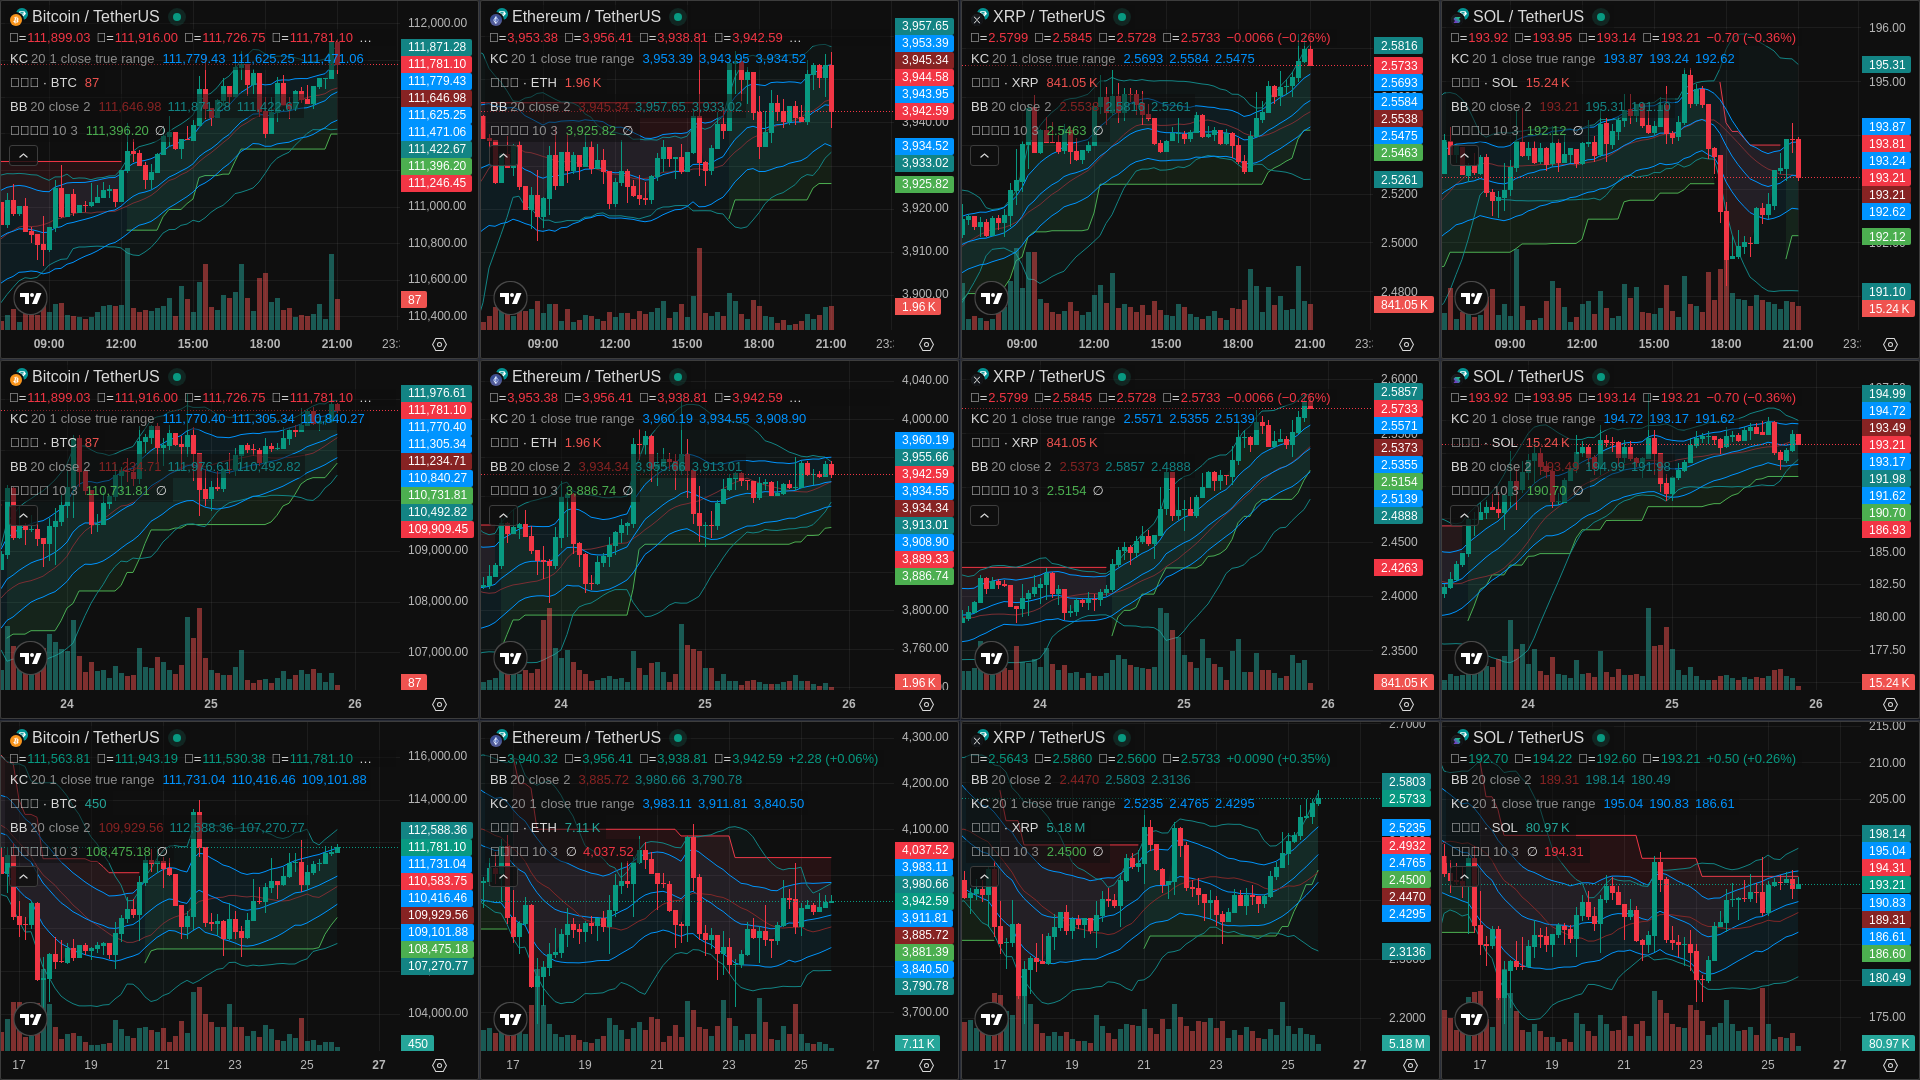 Bitcoin / TetherUS
□=111,899.03 □=111,916.00 □=111,726.75 □=111,781.10 …
KC 20 1 close true range 111,779.43 111,625.25 111,471.06
□□□ · BTC 87
BB 20 close 2 111,646.98 111,871.28 111,422.67
□□□□ 10 3 111,396.20 ∅
112,000.00
111,871.28
111,781.10
111,779.43
111,646.98
111,625.25
111,471.06
111,422.67
111,396.20
111,246.45
111,000.00
110,800.00
110,600.00
87
110,400.00
09:00 12:00 15:00 18:00 21:00
Ethereum / TetherUS
□=3,953.38 □=3,956.41 □=3,938.81 □=3,942.59 …
KC 20 1 close true range 3,953.39 3,943.95 3,934.52
□□□ · ETH 1.96 K
BB 20 close 2 3,945.34 3,957.65 3,933.02
□□□□ 10 3 3,925.82 ∅
3,957.65
3,953.39
3,945.34
3,944.58
3,943.95
3,942.59
3,940.00
3,934.52
3,933.02
3,925.82
3,920.00
3,910.00
3,900.00
1.96 K
09:00 12:00 15:00 18:00 21:00
XRP / TetherUS
□=2.5799 □=2.5845 □=2.5728 □=2.5733 −0.0066 (−0.26%)
KC 20 1 close true range 2.5693 2.5584 2.5475
□□□ · XRP 841.05 K
BB 20 close 2 2.5538 2.5816 2.5261
□□□□ 10 3 2.5463 ∅
2.5816
2.5733
2.5693
2.5584
2.5538
2.5475
2.5463
2.5261
2.5200
2.5000
2.4800
841.05 K
09:00 12:00 15:00 18:00 21:00
SOL / TetherUS
□=193.92 □=193.95 □=193.14 □=193.21 −0.70 (−0.36%)
KC 20 1 close true range 193.87 193.24 192.62
□□□ · SOL 15.24 K
BB 20 close 2 193.21 195.31 191.10
□□□□ 10 3 192.12 ∅
196.00
195.31
195.00
193.87
193.81
193.24
193.21
193.21
192.62
192.12
191.10
15.24 K
09:00 12:00 15:00 18:00 21:00
Bitcoin / TetherUS
□=111,899.03 □=111,916.00 □=111,726.75 □=111,781.10 …
KC 20 1 close true range 111,770.40 111,305.34 110,840.27
□□□ · BTC 87
BB 20 close 2 111,234.71 111,976.61 110,492.82
□□□□ 10 3 110,731.81 ∅
111,976.61
111,781.10
111,770.40
111,305.34
111,234.71
110,840.27
110,731.81
110,492.82
109,909.45
109,000.00
108,000.00
107,000.00
87
24 25 26
Ethereum / TetherUS
□=3,953.38 □=3,956.41 □=3,938.81 □=3,942.59 …
KC 20 1 close true range 3,960.19 3,934.55 3,908.90
□□□ · ETH 1.96 K
BB 20 close 2 3,934.34 3,955.66 3,913.01
□□□□ 10 3 3,886.74 ∅
4,040.00
4,000.00
3,960.19
3,955.66
3,942.59
3,934.55
3,934.34
3,913.01
3,908.90
3,889.33
3,886.74
3,800.00
3,760.00
1.96 K
24 25 26
XRP / TetherUS
□=2.5799 □=2.5845 □=2.5728 □=2.5733 −0.0066 (−0.26%)
KC 20 1 close true range 2.5571 2.5355 2.5139
□□□ · XRP 841.05 K
BB 20 close 2 2.5373 2.5857 2.4888
□□□□ 10 3 2.5154 ∅
2.6000
2.5857
2.5733
2.5571
2.5373
2.5355
2.5154
2.5139
2.4888
2.4500
2.4263
2.4000
2.3500
841.05 K
24 25 26
SOL / TetherUS
□=193.92 □=193.95 □=193.14 □=193.21 −0.70 (−0.36%)
KC 20 1 close true range 194.72 193.17 191.62
□□□ · SOL 15.24 K
BB 20 close 2 193.49 194.99 191.98
□□□□ 10 3 190.70 ∅
194.99
194.72
193.49
193.21
193.17
191.98
191.62
190.70
186.93
185.00
182.50
180.00
177.50
15.24 K
24 25 26
Bitcoin / TetherUS
□=111,563.81 □=111,943.19 □=111,530.38 □=111,781.10 …
KC 20 1 close true range 111,731.04 110,416.46 109,101.88
□□□ · BTC 450
BB 20 close 2 109,929.56 112,588.36 107,270.77
□□□□ 10 3 108,475.18 ∅
116,000.00
114,000.00
112,588.36
111,781.10
111,731.04
110,583.75
110,416.46
109,929.56
109,101.88
108,475.18
107,270.77
104,000.00
450
17 19 21 23 25 27
Ethereum / TetherUS
□=3,940.32 □=3,956.41 □=3,938.81 □=3,942.59 +2.28 (+0.06%)
BB 20 close 2 3,885.72 3,980.66 3,790.78
KC 20 1 close true range 3,983.11 3,911.81 3,840.50
□□□ · ETH 7.11 K
□□□□ 10 3 ∅ 4,037.52
4,300.00
4,200.00
4,100.00
4,037.52
3,983.11
3,980.66
3,942.59
3,911.81
3,885.72
3,881.39
3,840.50
3,790.78
3,700.00
7.11 K
17 19 21 23 25 27
XRP / TetherUS
□=2.5643 □=2.5860 □=2.5600 □=2.5733 +0.0090 (+0.35%)
BB 20 close 2 2.4470 2.5803 2.3136
KC 20 1 close true range 2.5235 2.4765 2.4295
□□□ · XRP 5.18 M
□□□□ 10 3 2.4500 ∅
2.7000
2.5803
2.5733
2.5235
2.4932
2.4765
2.4500
2.4470
2.4295
2.3136
2.3000
2.2000
5.18 M
17 19 21 23 25 27
SOL / TetherUS
□=192.70 □=194.22 □=192.60 □=193.21 +0.50 (+0.26%)
BB 20 close 2 189.31 198.14 180.49
KC 20 1 close true range 195.04 190.83 186.61
□□□ · SOL 80.97 K
□□□□ 10 3 ∅ 194.31
215.00
210.00
205.00
198.14
195.04
194.31
193.21
190.83
189.31
186.61
186.60
180.49
175.00
80.97 K
17 19 21 23 25 27